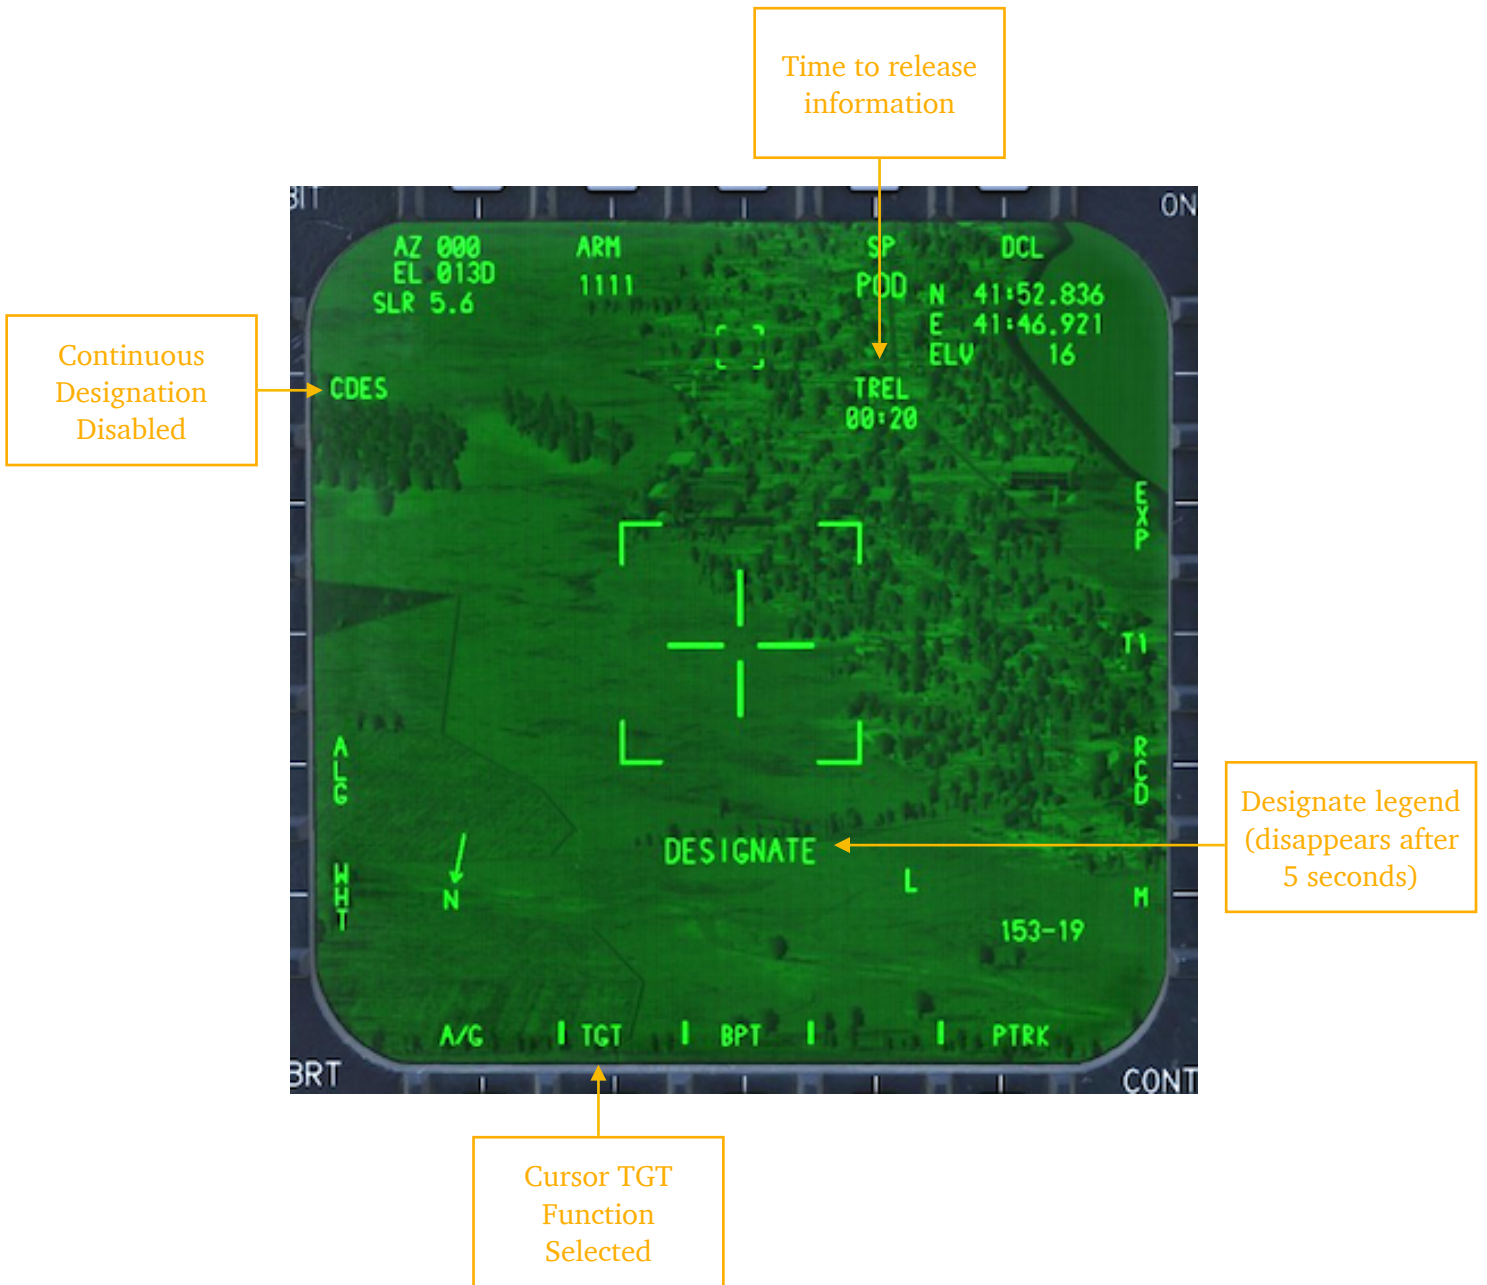 Time to release
information
BIT
ON
AZ 000
ARM
SP
DCL
EL 013D
1111
POD
SLR 5.6
N 41:52.836
E 41:46.921
ELV 16
Continuous
Designation
Disabled
CDES
TREL
00:20
EXP
T1
ALG
RCD
Designate legend
(disappears after
5 seconds)
DESIGNATE
L
WHT
N
M
153-19
A/G
TGT
BPT
PTRK
BRT
CONT
Cursor TGT
Function
Selected